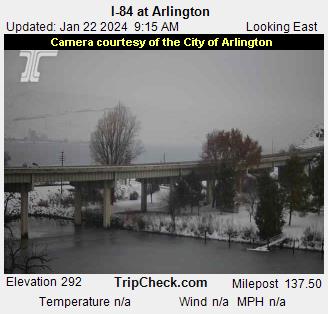 I-84 at Arlington
Updated: Jan 22 2024 9:15 AM Looking East
Camera courtesy of the City of Arlington
Elevation 292 TripCheck.com Milepost 137.50
Temperature n/a Wind n/a MPH n/a